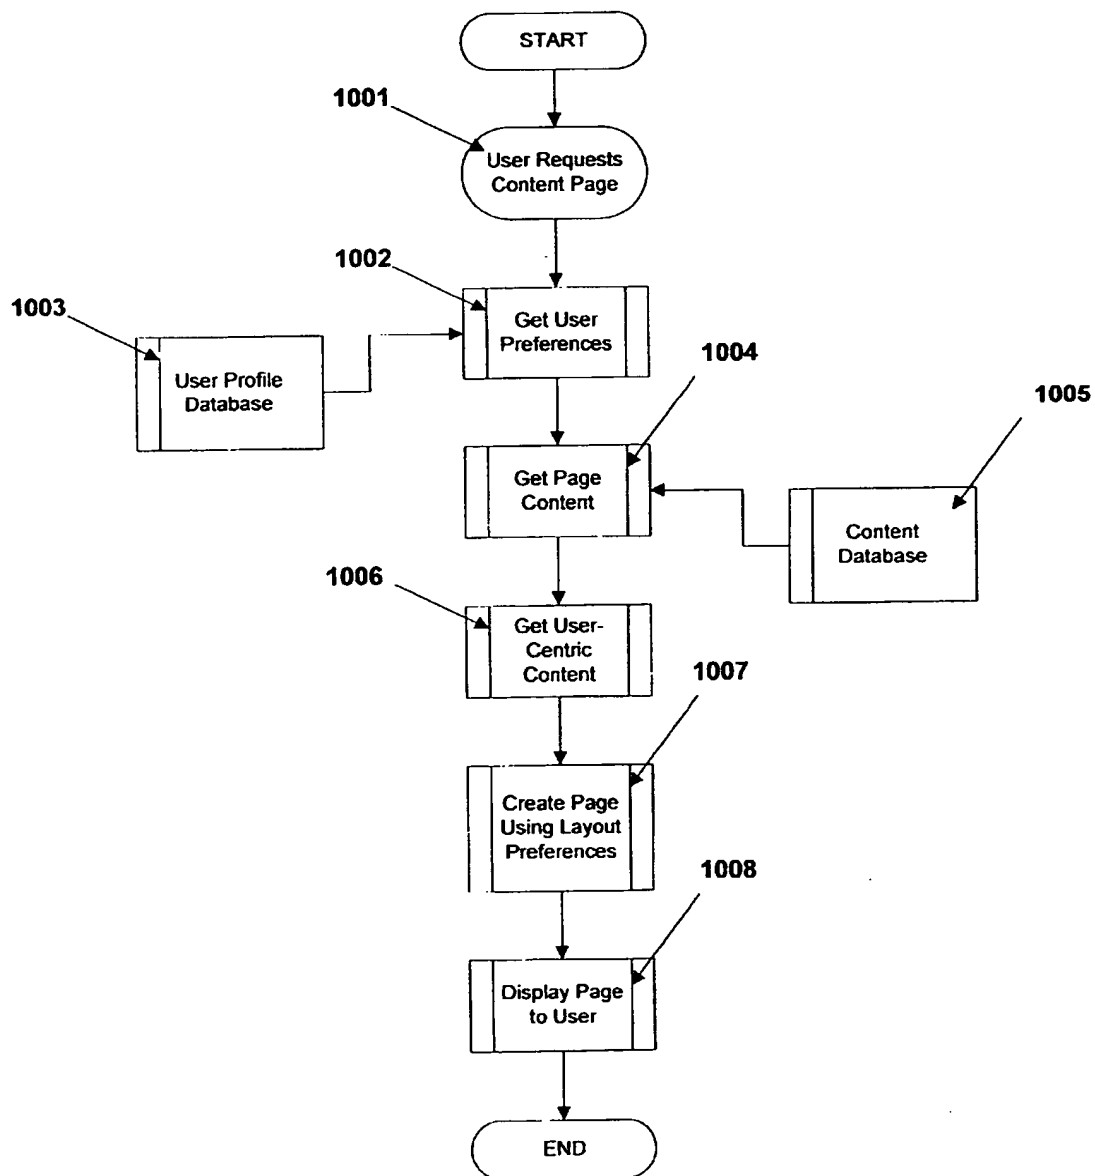 START
1001
User Requests
Content Page
1002
Get User
Preferences
1003
User Profile
Database
1004
Get Page
Content
1005
Content
Database
1006
Get User-
Centric
Content
1007
Create Page
Using Layout
Preferences
1008
Display Page
to User
END